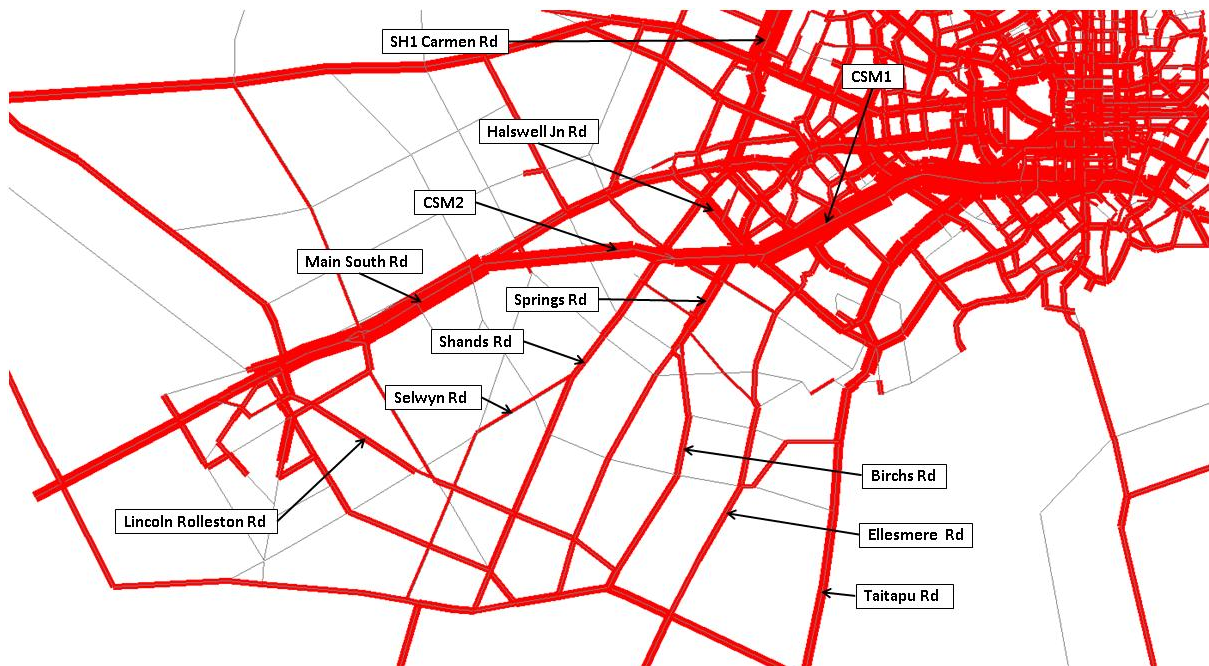 SH1 Carmen Rd
CSM1
Halswell Jn Rd
CSM2
Main South Rd
Springs Rd
Shands Rd
Selwyn Rd
Birchs Rd
Lincoln Rolleston Rd
Ellesmere Rd
Taitapu Rd